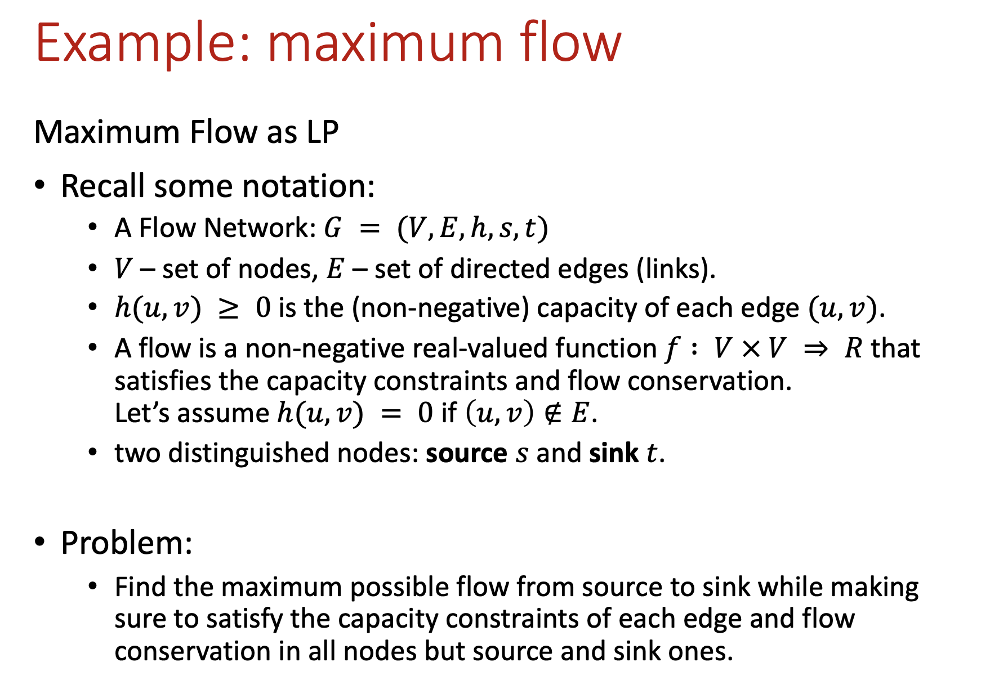 Example: maximum flow
Maximum Flow as LP
• Recall some notation:
• A Flow Network: G = (V, E, h, s, t)
• V – set of nodes, E – set of directed edges (links).
• h(u, v) ≥ 0 is the (non-negative) capacity of each edge (u, v).
• A flow is a non-negative real-valued function f : V × V ⇒ R that
satisfies the capacity constraints and flow conservation.
Let’s assume h(u, v) = 0 if (u, v) ∉ E.
• two distinguished nodes: source s and sink t.
• Problem:
• Find the maximum possible flow from source to sink while making
sure to satisfy the capacity constraints of each edge and flow
conservation in all nodes but source and sink ones.